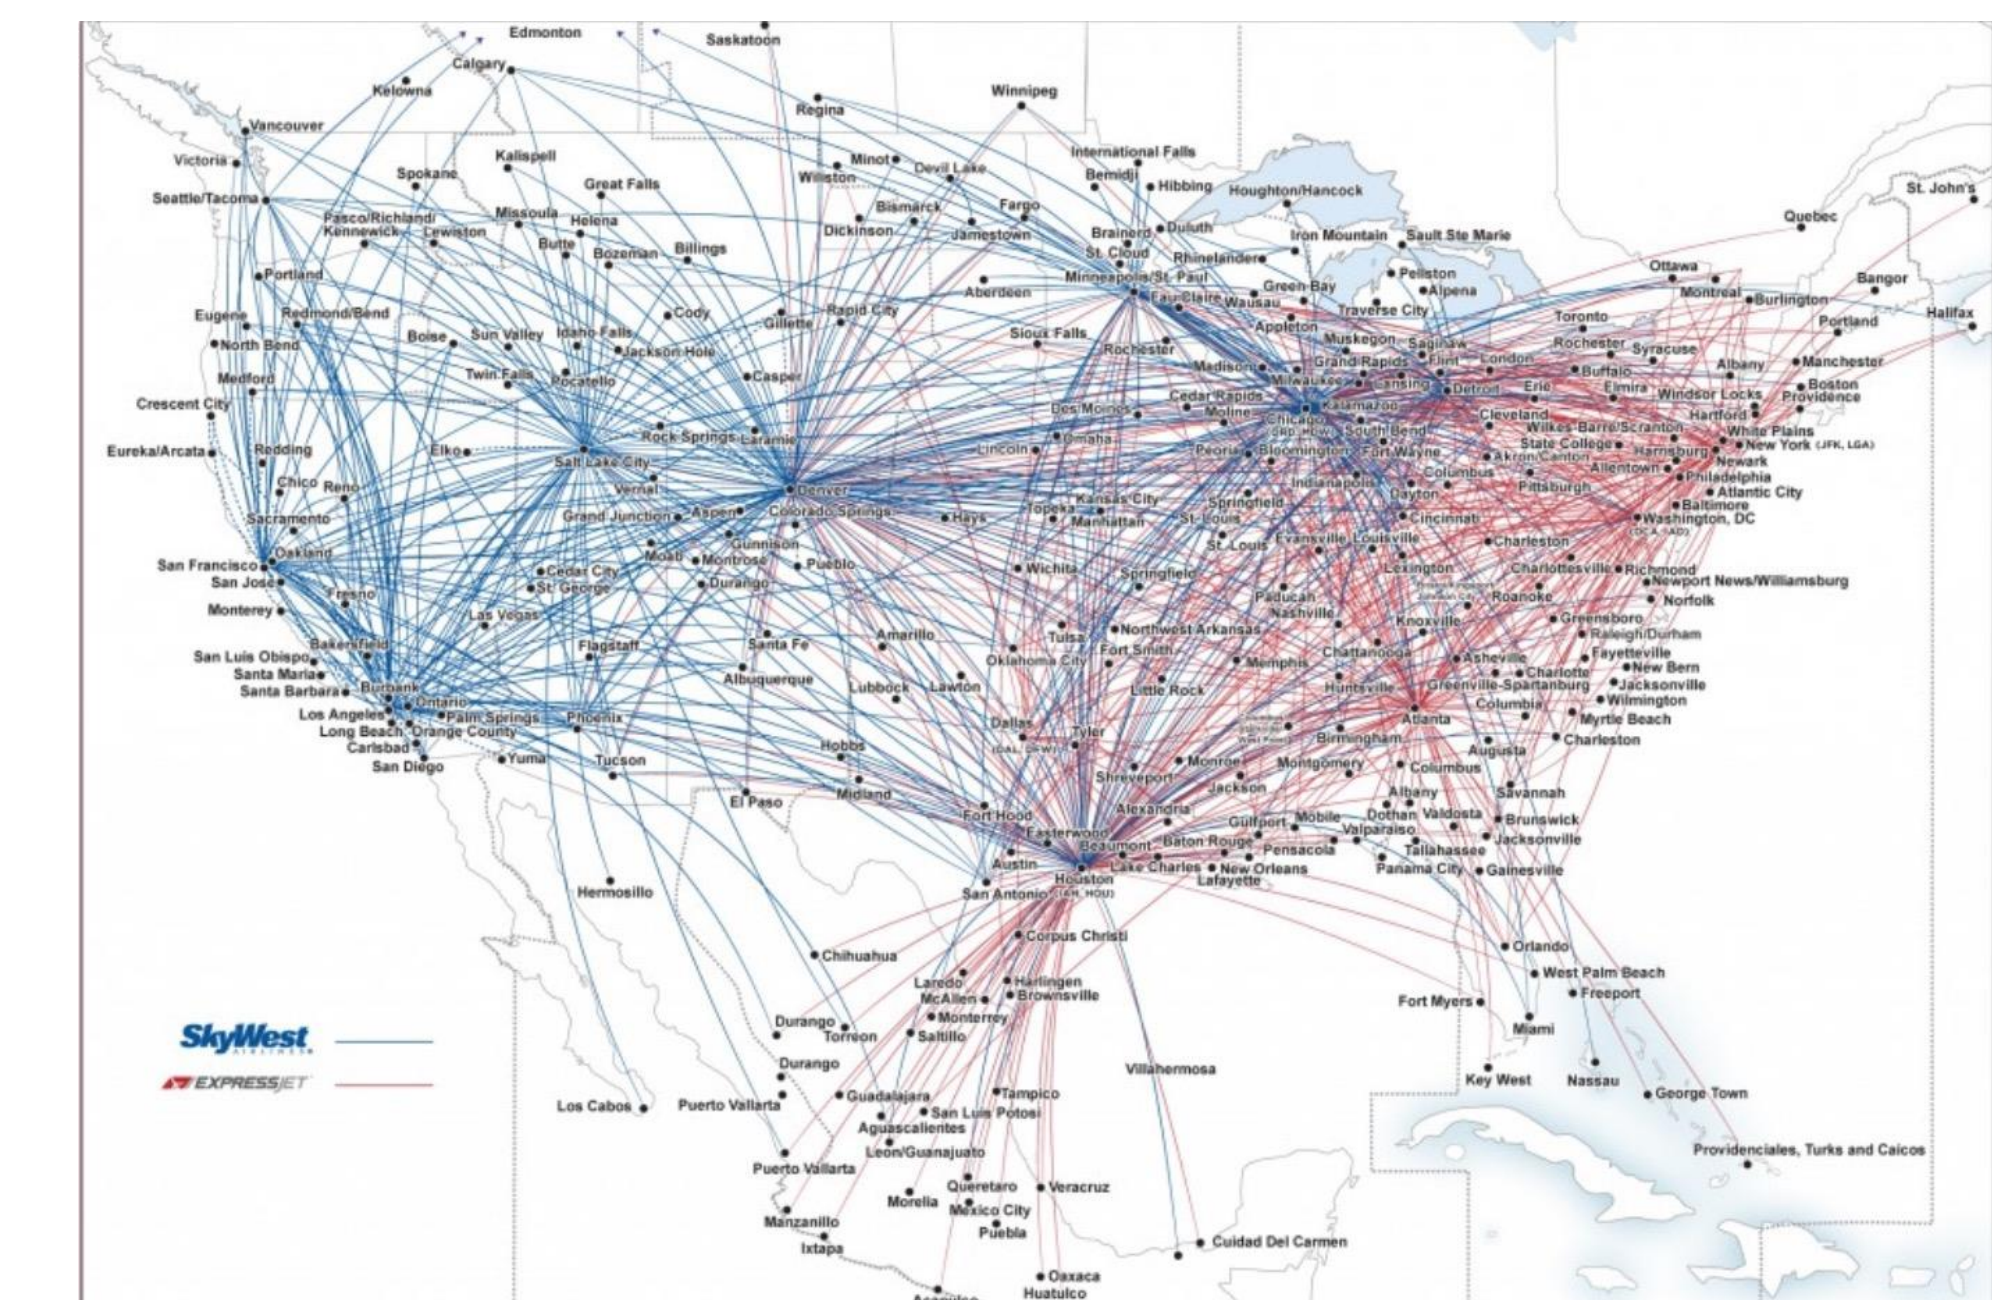 Edmonton
Saskatoon
Calgary
Kelowna
Winnipeg
Regina
Vancouver
Victoria
Kalispell
Spokane
Minot
Williston
Devil Lake
International Falls
Bemidji
Hibbing
Houghton/Hancock
St. John's
Seattle/Tacoma
Great Falls
Pasco/Richlandi
Kennewick
Lewiston
Missoula
Helena
Bismarck
Fargo
Quebec
Dickinson
Jamestown
Brainerd
Duluth
Iron Mountain
Sault Ste Marie
Butte
Bozeman
Billings
St. Cloud
Rhinelander
Portland
Minneapolis/St. Paul
Pellston
Ottawa
Bangor
Aberdeen
Eau Claire
Wausau
Green Bay
Alpena
Montreal
Burlington
Eugene
Redmond/Bend
Cody
Gillette
Rapid City
Traverse City
Toronto
Halifax
Portland
Boise
Sun Valley
Idaho Falls
Sioux Falls
Appleton
North Bend
Jackson Hole
Rochester
Muskegon
Saginaw
Rochester
Syracuse
Medford
Twin Falls
Pocatello
Casper
Madison
Grand Rapids
Flint
London
Buffalo
Albany
Manchester
Milwaukee
Lansing
Detroit
Erie
Elmira
Windsor Locks
Boston
Providence
Crescent City
Des Moines
Cedar Rapids
Moline
Kalamazoo
Chicago
Cleveland
Hartford
Eureka/Arcata
Redding
Elko
Rock Springs
Laramie
Omaha
South Bend
Wilkes-Barre/Scranton
White Plains
State College
New York (JFK, LGA)
Salt Lake City
Lincoln
Peoria
Bloomington
Fort Wayne
Akron/Canton
Harrisburg
Allentown
Newark
Chico
Reno
Vernal
Denver
Indianapolis
Columbus
Dayton
Pittsburgh
Philadelphia
Atlantic City
Sacramento
Grand Junction
Aspen
Colorado Springs
Hays
Topeka
Kansas City
Manhattan
Springfield
St. Louis
Cincinnati
Baltimore
Washington, DC
(DCA, IAD)
San Francisco
Oakland
Gunnison
Moab
Montrose
Pueblo
St. Louis
Evansville
Louisville
Charleston
San Jose
Cedar City
St. George
Durango
Wichita
Springfield
Lexington
Charlottesville
Richmond
Newport News/Williamsburg
Monterey
Fresno
Las Vegas
Paducan
Nashville
Roanoke
Norfolk
Bakersfield
Flagstaff
Santa Fe
Amarillo
Tulsa
Northwest Arkansas
Knoxville
Greensboro
Raleigh/Durham
San Luis Obispo
Oklahoma City
Fort Smith
Memphis
Chattanooga
Asheville
Fayetteville
Santa Maria
Albuquerque
Charlotte
New Bern
Santa Barbara
Burbank
Ontario
Lubbock
Lawton
Little Rock
Huntsville
Greenville-Spartanburg
Jacksonville
Los Angeles
Palm Springs
Phoenix
Dallas
(DAL, DFW)
Tyler
Atlanta
Columbia
Wilmington
Long Beach
Orange County
Birmingham
Myrtle Beach
Carlsbad
San Diego
Yuma
Tucson
Hobbs
Shreveport
Monroe
Montgomery
Augusta
Charleston
El Paso
Midland
Jackson
Columbus
Fort Hood
Alexandria
Albany
Savannah
Easterwood
Gulfport
Mobile
Dothan
Valdosta
Brunswick
Austin
Beaumont
Baton Rouge
Pensacola
Valparaiso
Tallahassee
Jacksonville
Hermosillo
San Antonio
Houston
(IAH, HOU)
Lake Charles
Lafayette
New Orleans
Panama City
Gainesville
Corpus Christi
Orlando
Chihuahua
Laredo
Harlingen
West Palm Beach
McAllen
Brownsville
Fort Myers
Freeport
SkyWest
AIRLINES
Durango
Torreon
Monterrey
Saltillo
Miami
EXPRESSJET
Durango
Villahermosa
Key West
Nassau
Los Cabos
Puerto Vallarta
Guadalajara
Tampico
George Town
San Luis Potosi
Aguascalientes
Leon/Guanajuato
Providenciales, Turks and Caicos
Puerto Vallarta
Queretaro
Veracruz
Morelia
Mexico City
Manzanillo
Puebla
Ixtapa
Cuidad Del Carmen
Oaxaca
Huatulco